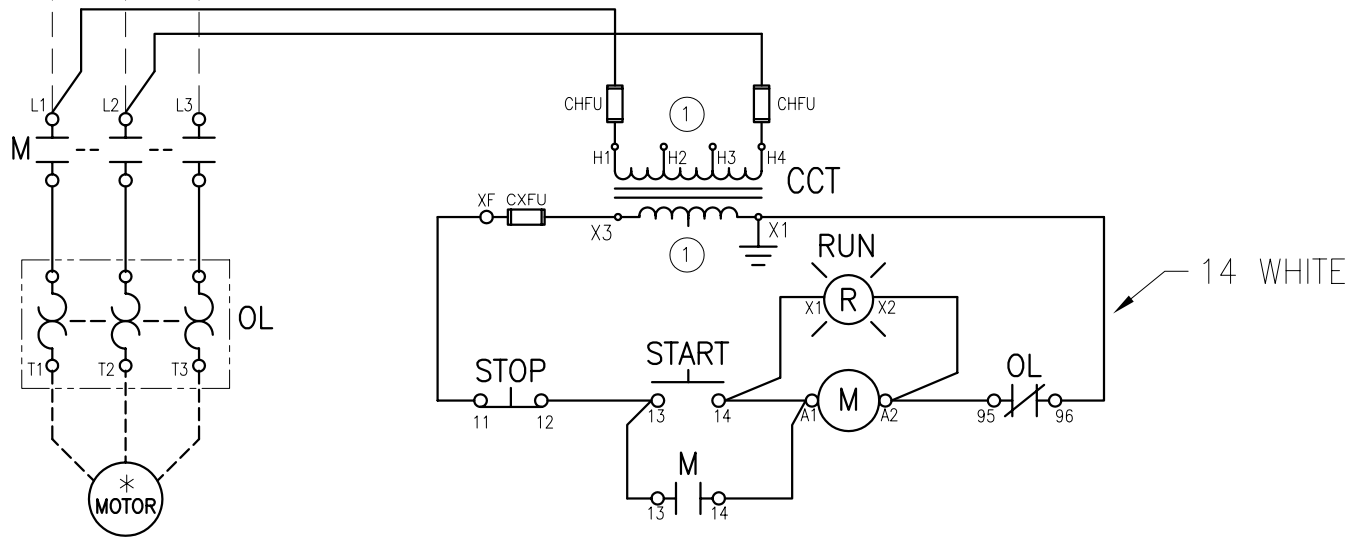 L1 L2 L3
M
CHFU 1 CHFU
H1 H2 H3 H4
CCT
XF CXFU
X3 X1
1
RUN
14 WHITE
X1 R X2
OL
T1 T2 T3
START
STOP
OL
11 12 13 14 A1 M A2 95 96
M
13 14
*
MOTOR